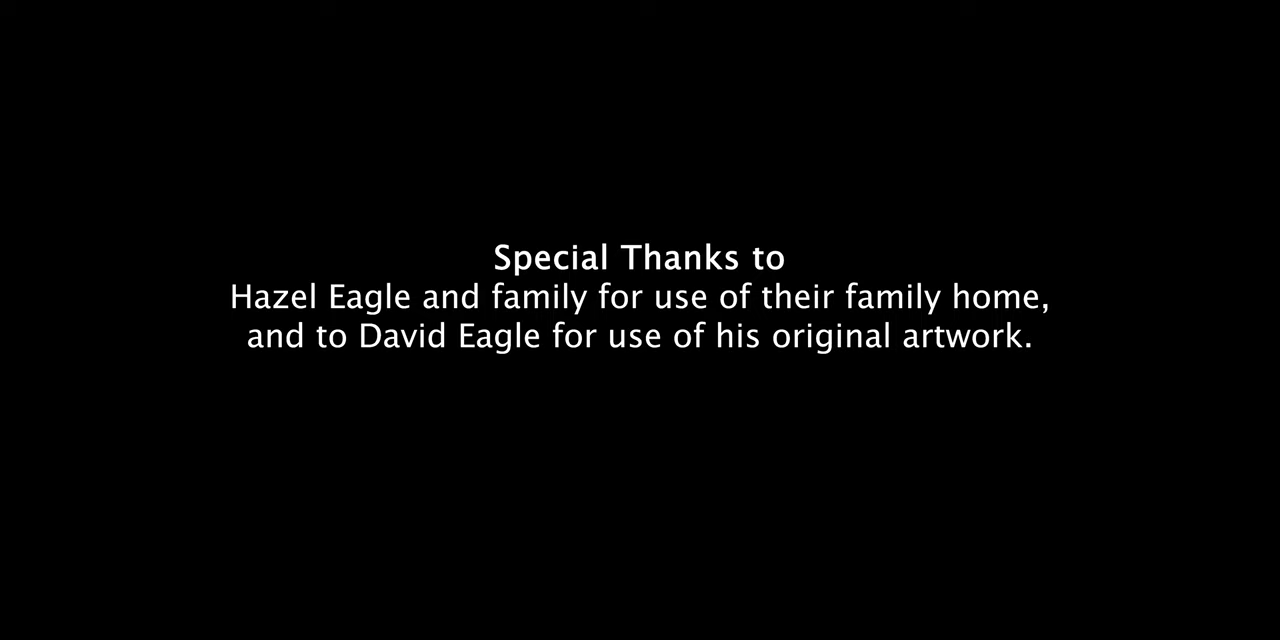 Special Thanks to
Hazel Eagle and family for use of their family home,
and to David Eagle for use of his original artwork.